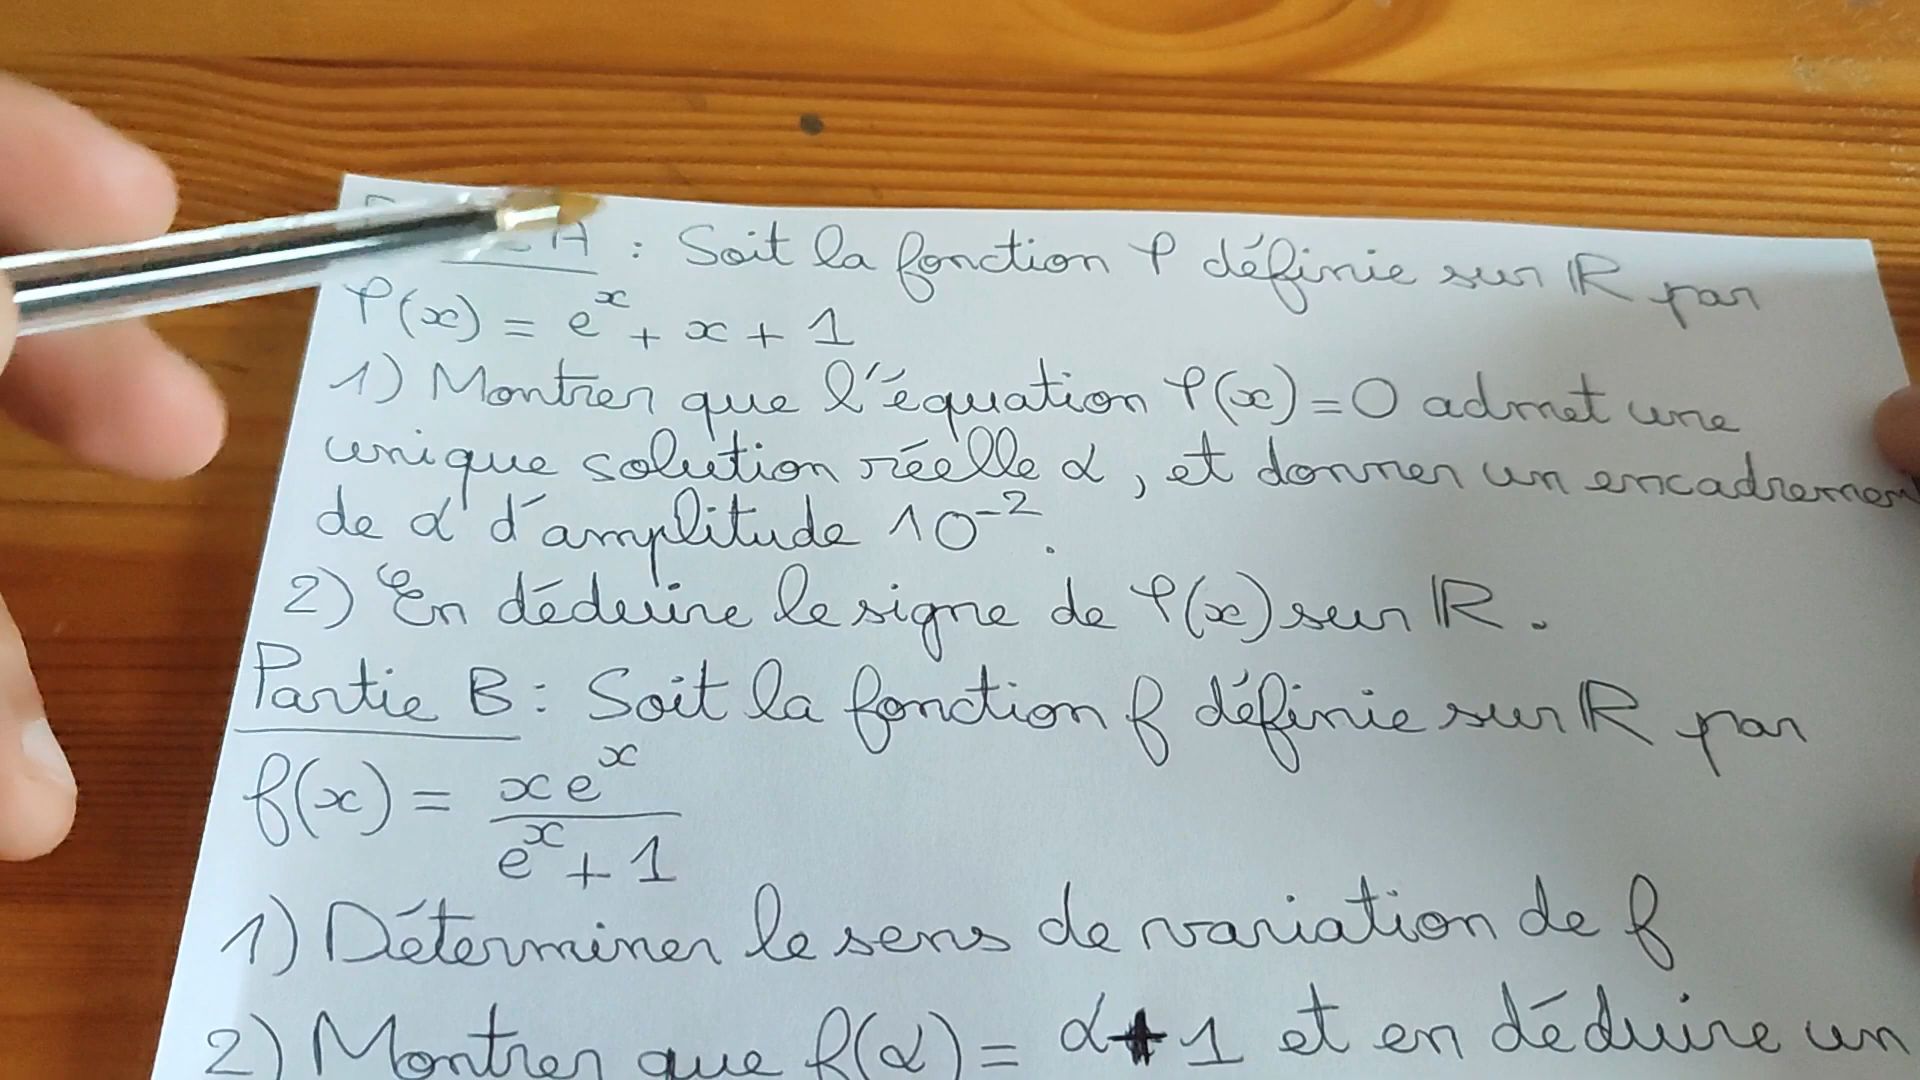 A : Soit la fonction φ définie sur ℝ par
φ(x) = e^x + x + 1
1) Montrer que l'équation φ(x) = 0 admet une
unique solution réelle α, et donner un encadremen
de α d'amplitude 10^-2.
2) En déduire le signe de φ(x) sur ℝ.
Partie B : Soit la fonction f définie sur ℝ par
f(x) = xe^x / (e^x + 1)
1) Déterminer le sens de variation de f
2) Montrer que f(α) = α + 1 et en déduire un